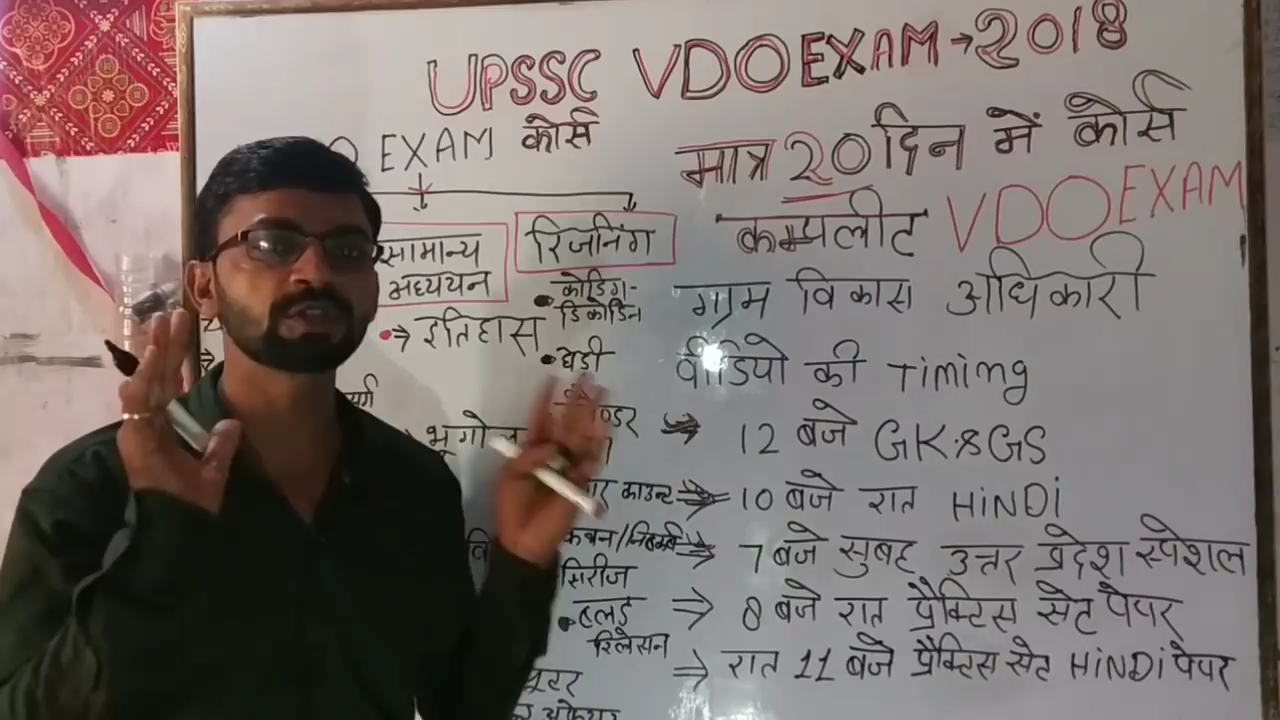 UPSSC VDO EXAM → 2018
EXAM कोर्स
सामान्य
अध्ययन
→ इतिहास
भूगोल
रिजनिंग
कोडिंग-
डिकोडिंन
घड़ी
काउन्ट
सिरीज
ब्लड
रिलेसन
मात्र 20 दिन में कोर्स
कम्पलीट VDO EXAM
ग्राम विकास अधिकारी
वीडियो की Timing
12 बजे GK & GS
10 बजे रात HiNDi
7 बजे सुबह उत्तर प्रदेश स्पेशल
⇒ 8 बजे रात प्रैक्टिस सेट पेपर
⇒ रात 11 बजे प्रैक्टिस सेट HiNDi पेपर